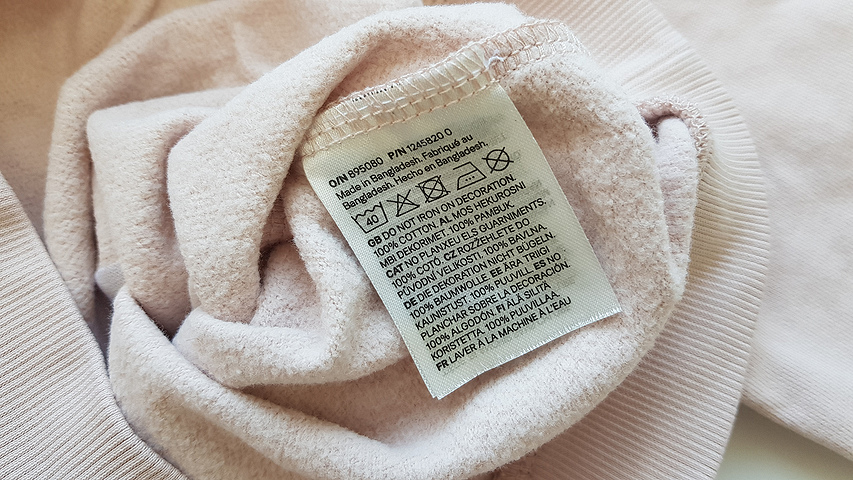 O/N 895080 P/N 1245820 0
Made in Bangladesh. Fabriqué au
Bangladesh. Hecho en Bangladesh.
40
GB DO NOT IRON ON DECORATION.
100% COTTON. AL MOS HEKUROSNI
MBI DEKORIMET. 100% PAMBUK.
CAT NO PLANXEU ELS GUARNIMENTS.
100% COTÓ. CZ ROZŽEHLETE DO
PŮVODNÍ VELIKOSTI. 100% BAVLNA.
DE DIE DEKORATION NICHT BÜGELN.
100% BAUMWOLLE. EE ÄRA TRIIGI
KAUNISTUST. 100% PUUVILL. ES NO
PLANCHAR SOBRE LA DECORACIÓN.
100% ALGODÓN. FI ÄLÄ SILITÄ
KORISTETTA. 100% PUUVILLAA.
FR LAVER À LA MACHINE À L'EAU